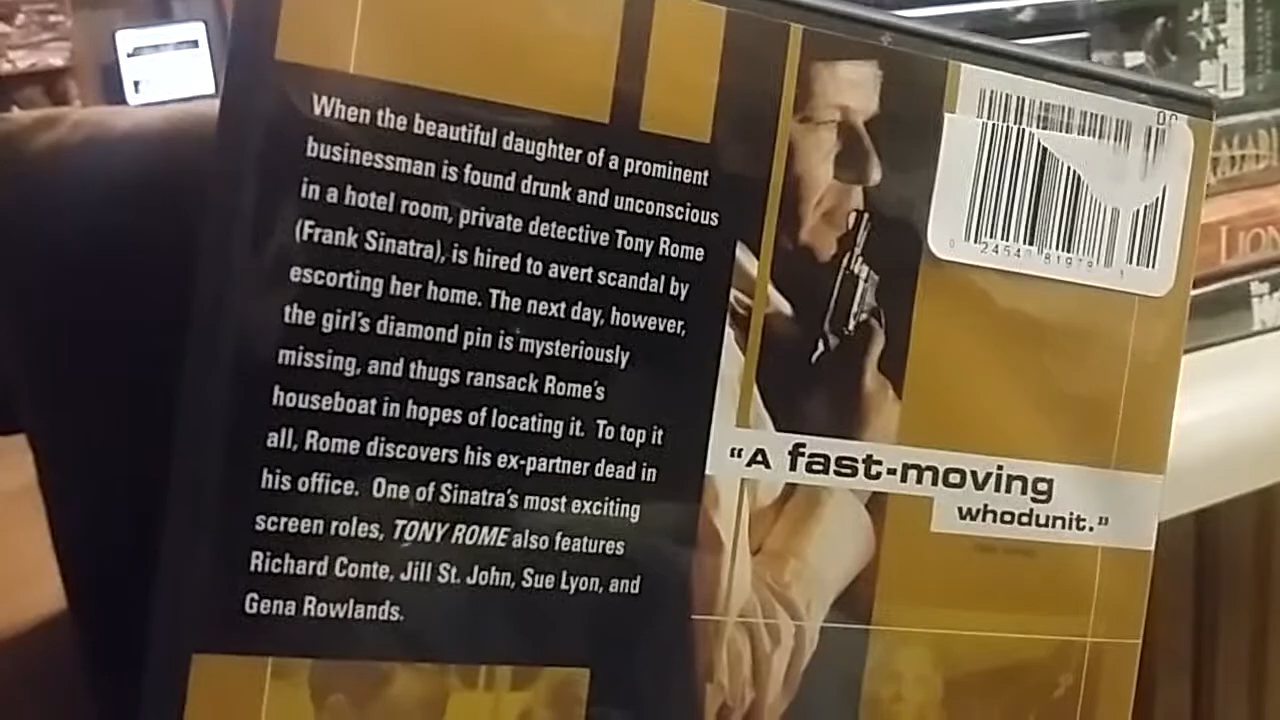 When the beautiful daughter of a prominent
businessman is found drunk and unconscious
in a hotel room, private detective Tony Rome
(Frank Sinatra), is hired to avert scandal by
escorting her home. The next day, however,
the girl's diamond pin is mysteriously
missing, and thugs ransack Rome's
houseboat in hopes of locating it. To top it
all, Rome discovers his ex-partner dead in
his office. One of Sinatra's most exciting
screen roles, TONY ROME also features
Richard Conte, Jill St. John, Sue Lyon, and
Gena Rowlands.
"A fast-moving
whodunit."
LION